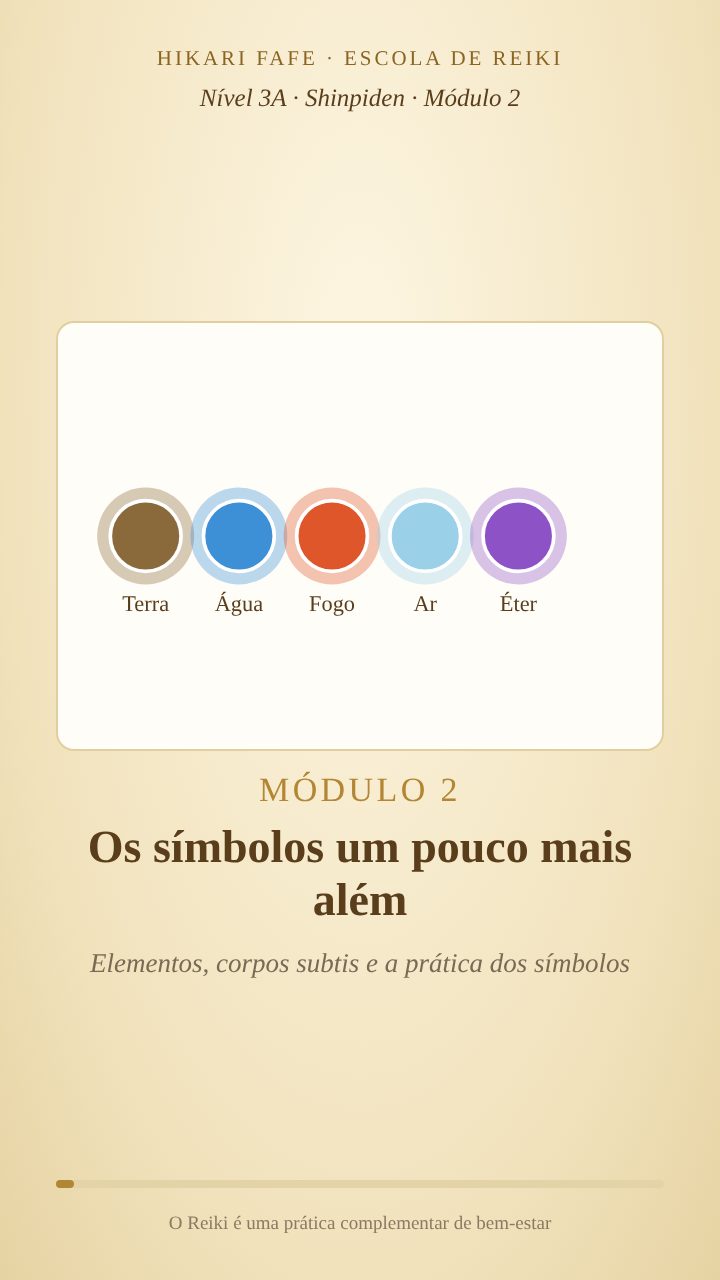 HIKARI FAFE · ESCOLA DE REIKI
Nível 3A · Shinpiden · Módulo 2
Terra Água Fogo Ar Éter
MÓDULO 2
Os símbolos um pouco mais
além
Elementos, corpos subtis e a prática dos símbolos
O Reiki é uma prática complementar de bem-estar